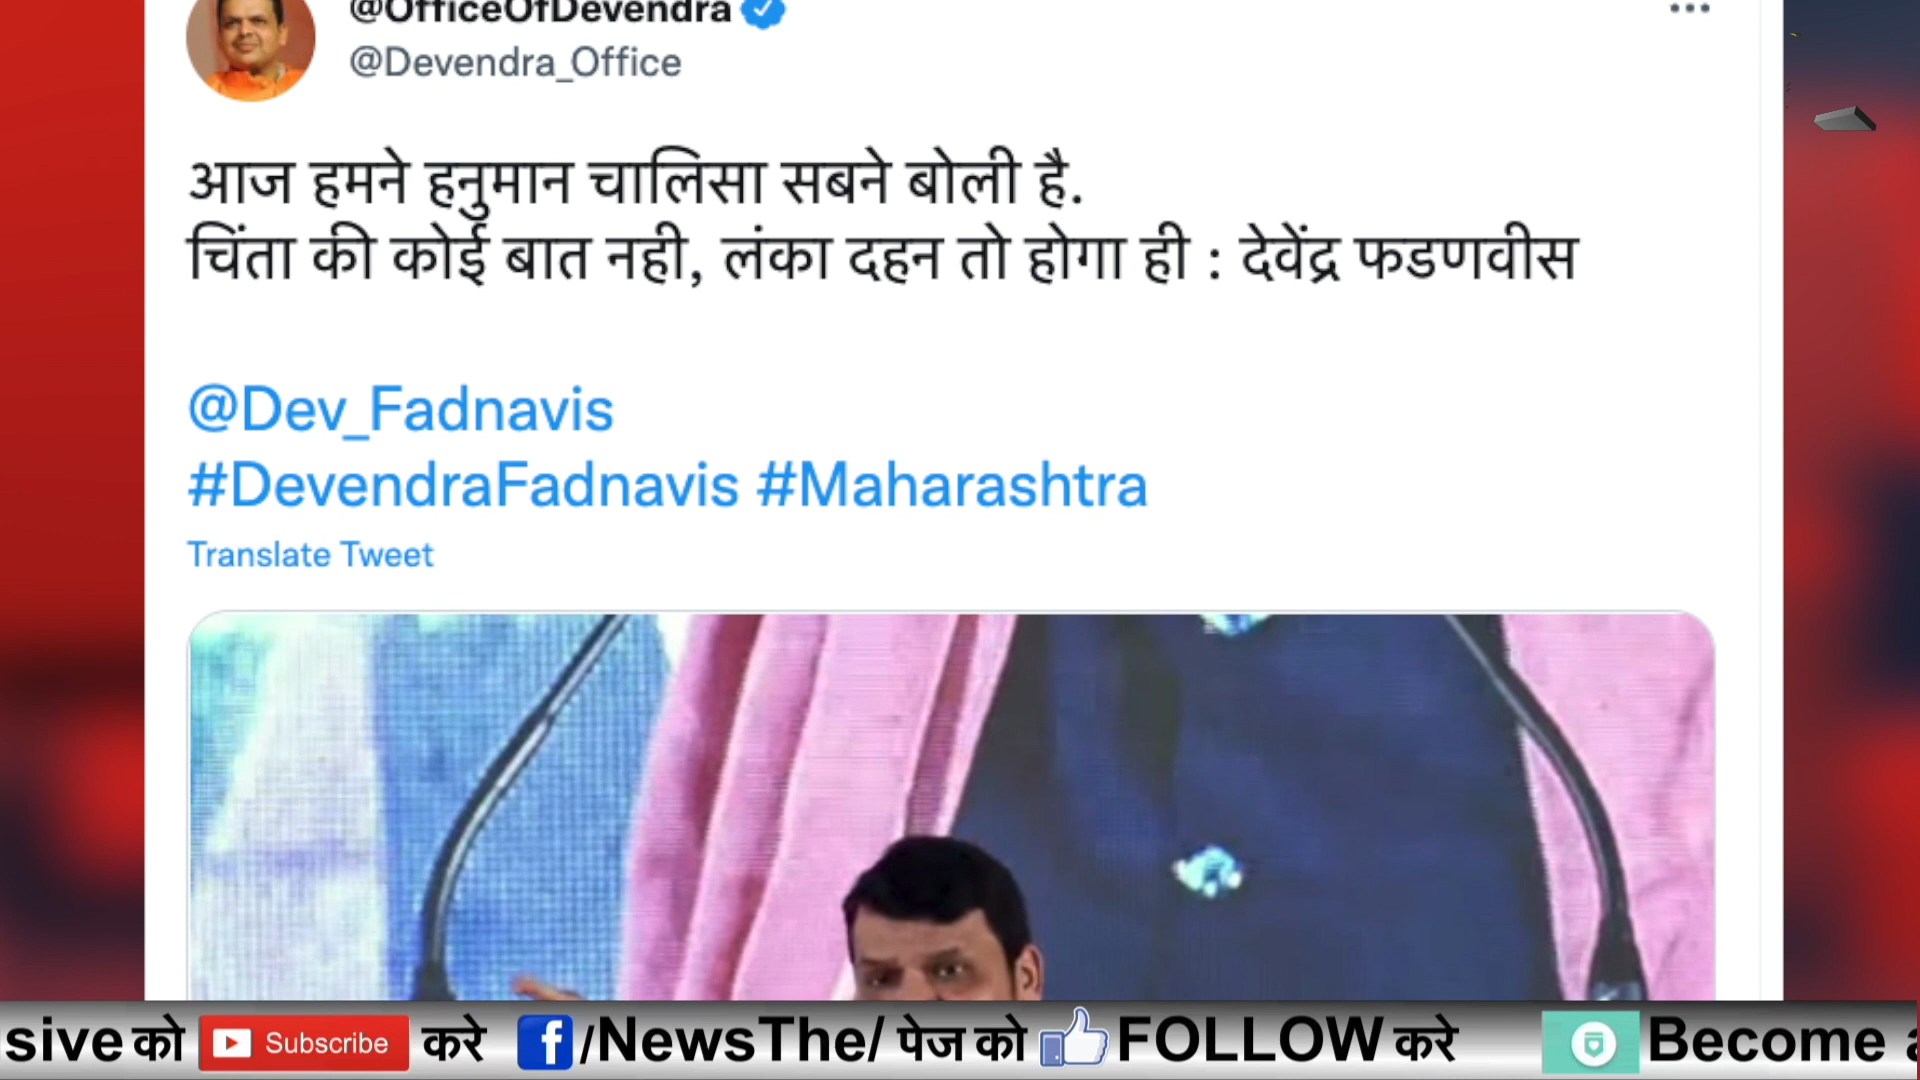 @OfficeOfDevendra
@Devendra_Office
आज हमने हनुमान चालिसा सबने बोली है.
चिंता की कोई बात नही, लंका दहन तो होगा ही : देवेंद्र फडणवीस
@Dev_Fadnavis
#DevendraFadnavis #Maharashtra
Translate Tweet
sive को Subscribe करे f/NewsThe/ पेज को FOLLOW करे Become